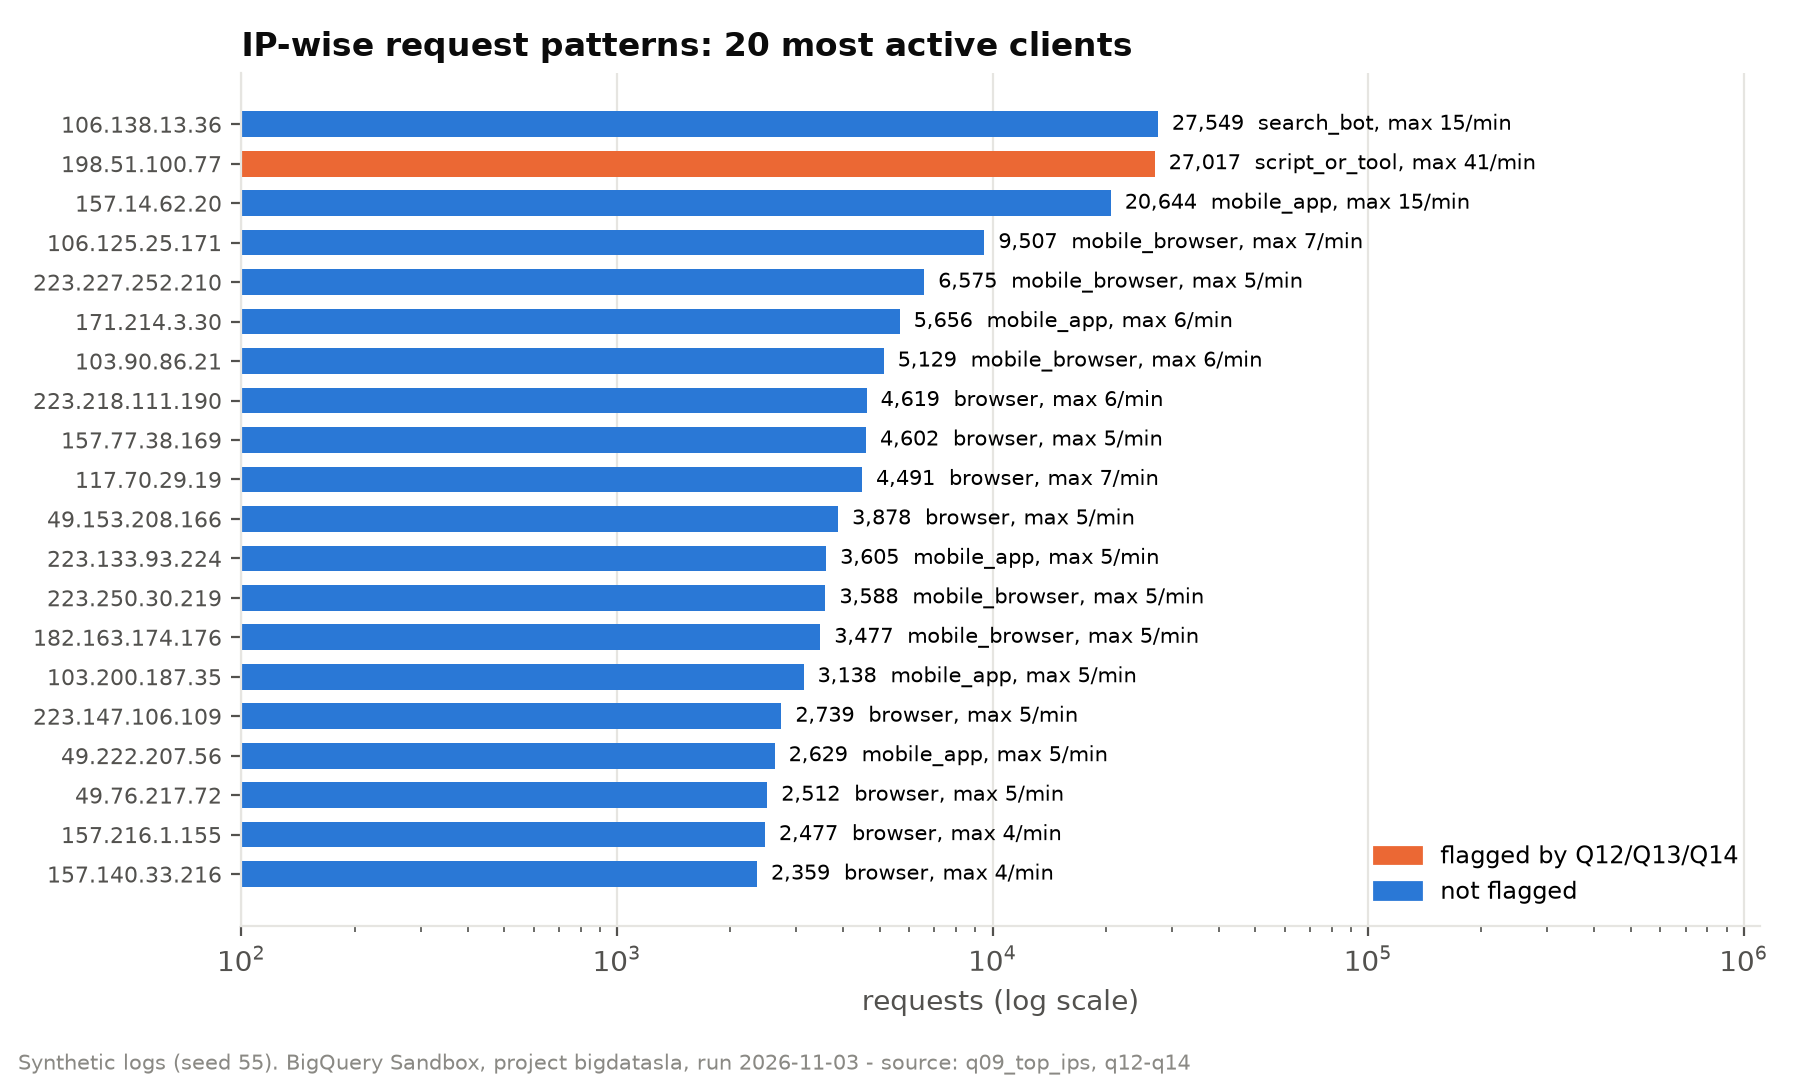 IP-wise request patterns: 20 most active clients
106.138.13.36 27,549 search_bot, max 15/min
198.51.100.77 27,017 script_or_tool, max 41/min
157.14.62.20 20,644 mobile_app, max 15/min
106.125.25.171 9,507 mobile_browser, max 7/min
223.227.252.210 6,575 mobile_browser, max 5/min
171.214.3.30 5,656 mobile_app, max 6/min
103.90.86.21 5,129 mobile_browser, max 6/min
223.218.111.190 4,619 browser, max 6/min
157.77.38.169 4,602 browser, max 5/min
117.70.29.19 4,491 browser, max 7/min
49.153.208.166 3,878 browser, max 5/min
223.133.93.224 3,605 mobile_app, max 5/min
223.250.30.219 3,588 mobile_browser, max 5/min
182.163.174.176 3,477 mobile_browser, max 5/min
103.200.187.35 3,138 mobile_app, max 5/min
223.147.106.109 2,739 browser, max 5/min
49.222.207.56 2,629 mobile_app, max 5/min
49.76.217.72 2,512 browser, max 5/min
157.216.1.155 2,477 browser, max 4/min
157.140.33.216 2,359 browser, max 4/min
flagged by Q12/Q13/Q14
not flagged
10² 10³ 10⁴ 10⁵ 10⁶
requests (log scale)
Synthetic logs (seed 55). BigQuery Sandbox, project bigdatasla, run 2026-11-03 - source: q09_top_ips, q12-q14